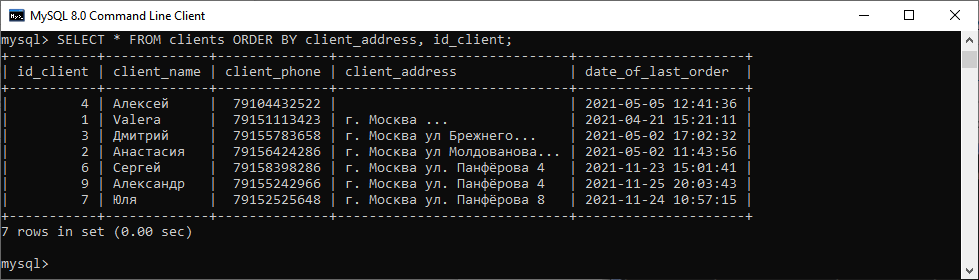 MySQL 8.0 Command Line Client
mysql> SELECT * FROM clients ORDER BY client_address, id_client;
+-----------+-------------+--------------+----------------------------+---------------------+
| id_client | client_name | client_phone | client_address             | date_of_last_order  |
+-----------+-------------+--------------+----------------------------+---------------------+
|         4 | Алексей     |  79104432522 |                            | 2021-05-05 12:41:36 |
|         1 | Valera      |  79151113423 | г. Москва ...              | 2021-04-21 15:21:11 |
|         3 | Дмитрий     |  79155783658 | г. Москва ул Брежнего...   | 2021-05-02 17:02:32 |
|         2 | Анастасия   |  79156424286 | г. Москва ул Молдованова... | 2021-05-02 11:43:56 |
|         6 | Сергей      |  79158398286 | г. Москва ул. Панфёрова 4  | 2021-11-23 15:01:41 |
|         9 | Александр   |  79155242966 | г. Москва ул. Панфёрова 4  | 2021-11-25 20:03:43 |
|         7 | Юля         |  79152525648 | г. Москва ул. Панфёрова 8  | 2021-11-24 10:57:15 |
+-----------+-------------+--------------+----------------------------+---------------------+
7 rows in set (0.00 sec)
mysql>